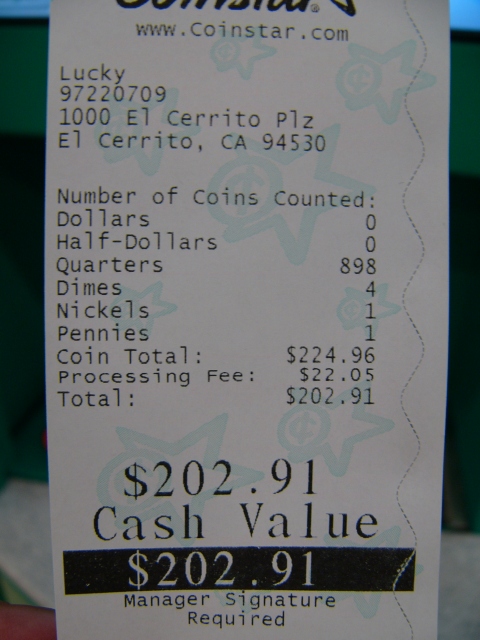 Coinstar®
www.Coinstar.com
Lucky
97220709
1000 El Cerrito Plz
El Cerrito, CA 94530
Number of Coins Counted:
Dollars 0
Half-Dollars 0
Quarters 898
Dimes 4
Nickels 1
Pennies 1
Coin Total: $224.96
Processing Fee: $22.05
Total: $202.91
$202.91
Cash Value
$202.91
Manager Signature
Required